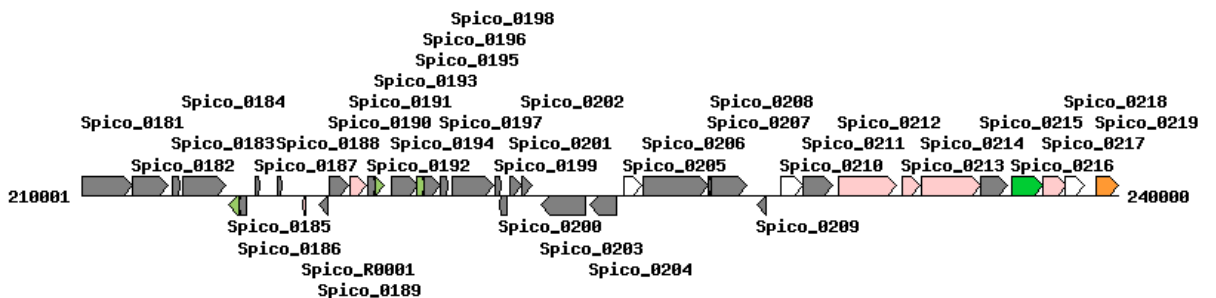 Spico_0198
Spico_0196
Spico_0195
Spico_0193
Spico_0184 Spico_0191 Spico_0202 Spico_0208 Spico_0218
Spico_0181 Spico_0190 Spico_0197 Spico_0207 Spico_0212 Spico_0215 Spico_0219
Spico_0183 Spico_0188 Spico_0194 Spico_0201 Spico_0206 Spico_0211 Spico_0214 Spico_0217
Spico_0182 Spico_0187 Spico_0192 Spico_0199 Spico_0205 Spico_0210 Spico_0213 Spico_0216
210001 240000
Spico_0185 Spico_0200 Spico_0209
Spico_0186 Spico_0203
Spico_R0001 Spico_0204
Spico_0189